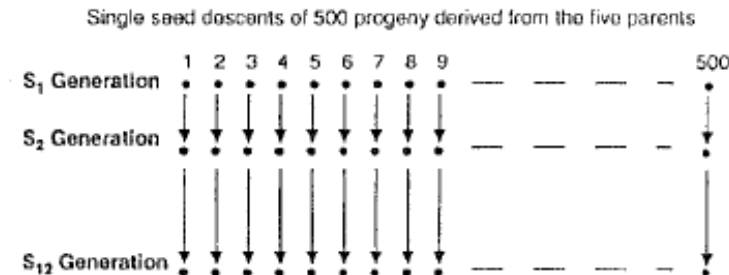 Single seed descents of 500 progeny derived from the five parents
1 2 3 4 5 6 7 8 9 500
S₁ Generation
S₂ Generation
S₁₂ Generation